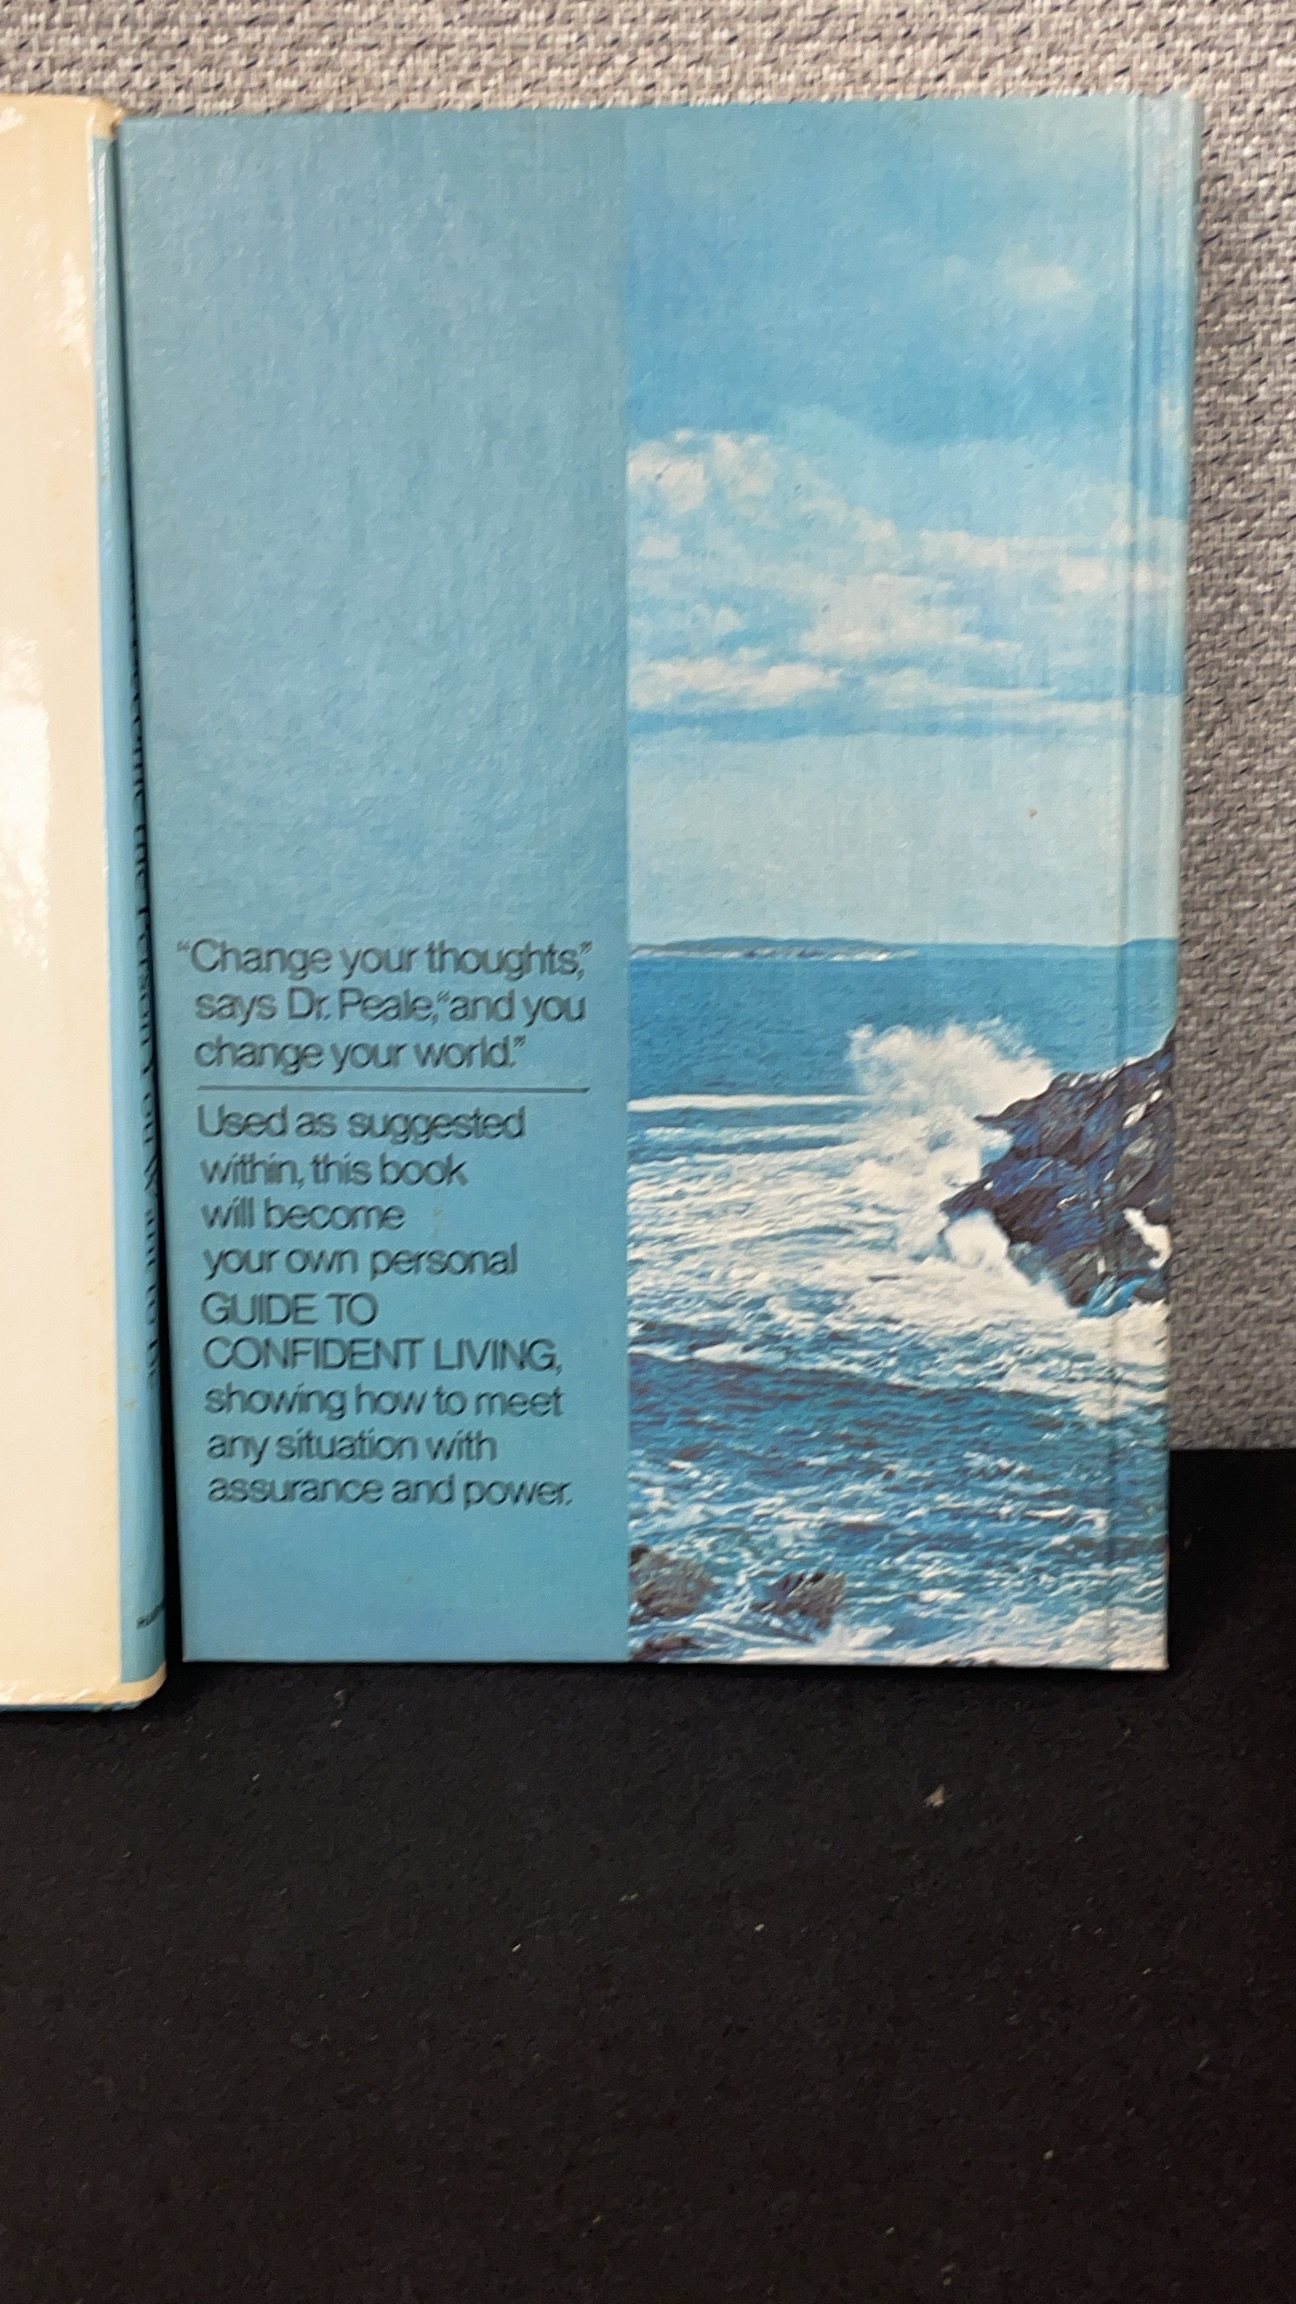 “Change your thoughts,”
says Dr. Peale, “and you
change your world.”
Used as suggested
within, this book
will become
your own personal
GUIDE TO
CONFIDENT LIVING,
showing how to meet
any situation with
assurance and power.